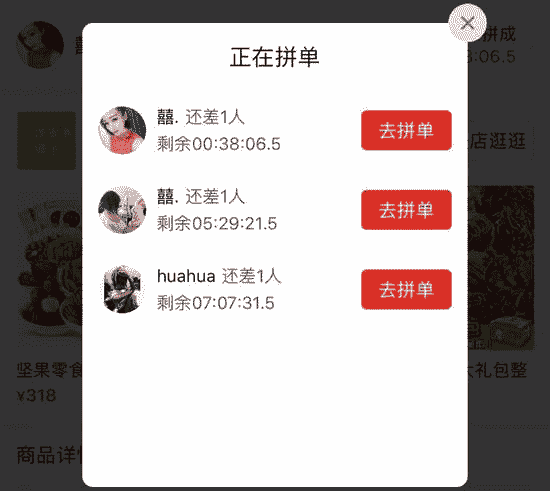 正在拼单
囍. 还差1人
剩余00:38:06.5
去拼单
囍. 还差1人
剩余05:29:21.5
去拼单
huahua 还差1人
剩余07:07:31.5
去拼单
拼成
:06.5
店逛逛
坚果零食
大礼包整
¥318
商品详情